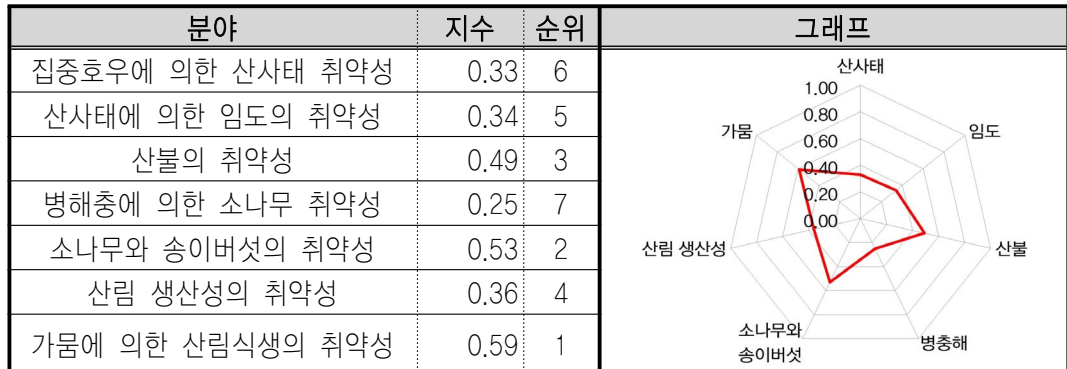 분야 지수 순위 그래프
집중호우에 의한 산사태 취약성 0.33 6
산사태에 의한 임도의 취약성 0.34 5
산불의 취약성 0.49 3
병해충에 의한 소나무 취약성 0.25 7
소나무와 송이버섯의 취약성 0.53 2
산림 생산성의 취약성 0.36 4
가뭄에 의한 산림식생의 취약성 0.59 1
산사태
1.00
0.80
0.60
0.40
0.20
0.00
가뭄
임도
산림 생산성
산불
소나무와
송이버섯
병충해